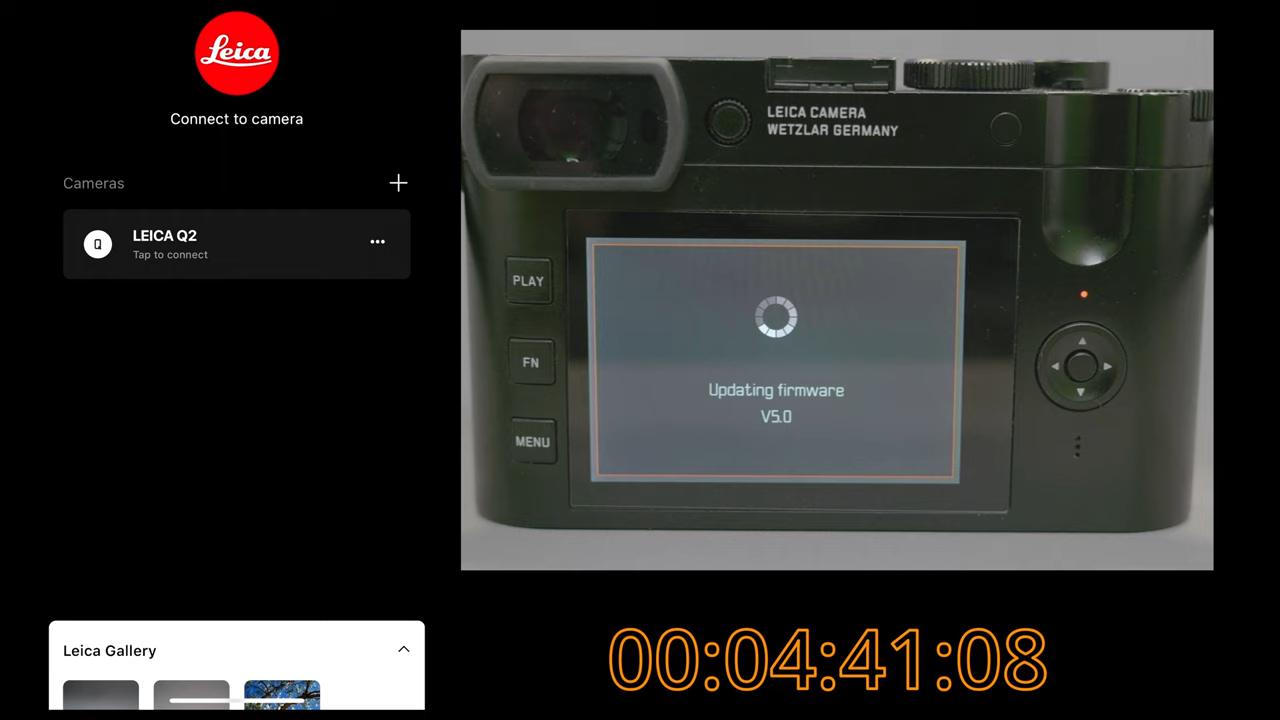 Leica
Connect to camera
Cameras
LEICA Q2
Tap to connect
Leica Gallery
LEICA CAMERA
WETZLAR GERMANY
PLAY
FN
MENU
Updating firmware
V5.0
00:04:41:08